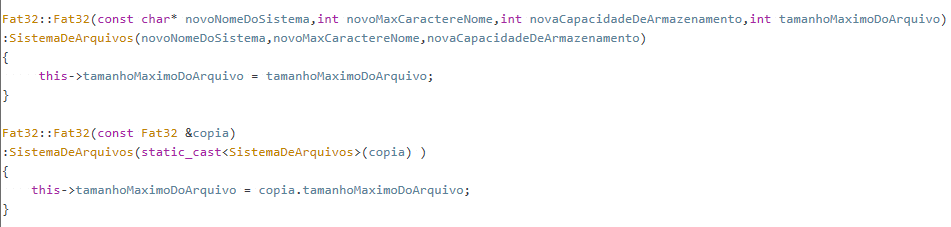 Fat32::Fat32(const char* novoNomeDoSistema,int novoMaxCaractereNome,int novaCapacidadeDeArmazenamento,int tamanhoMaximoDoArquivo)
:SistemaDeArquivos(novoNomeDoSistema,novoMaxCaractereNome,novaCapacidadeDeArmazenamento)
{
     this->tamanhoMaximoDoArquivo = tamanhoMaximoDoArquivo;
}

Fat32::Fat32(const Fat32 &copia)
:SistemaDeArquivos(static_cast<SistemaDeArquivos>(copia) )
{
    this->tamanhoMaximoDoArquivo = copia.tamanhoMaximoDoArquivo;
}